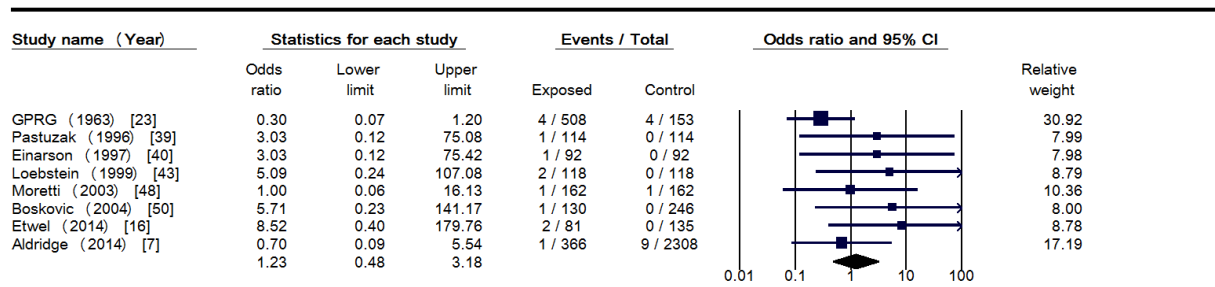 Study name (Year) Statistics for each study Events / Total Odds ratio and 95% CI
Odds Lower Upper Relative
ratio limit limit Exposed Control weight
GPRG (1963) [23] 0.30 0.07 1.20 4 / 508 4 / 153 30.92
Pastuzak (1996) [39] 3.03 0.12 75.08 1 / 114 0 / 114 7.99
Einarson (1997) [40] 3.03 0.12 75.42 1 / 92 0 / 92 7.98
Loebstein (1999) [43] 5.09 0.24 107.08 2 / 118 0 / 118 8.79
Moretti (2003) [48] 1.00 0.06 16.13 1 / 162 1 / 162 10.36
Boskovic (2004) [50] 5.71 0.23 141.17 1 / 130 0 / 246 8.00
Etwel (2014) [16] 8.52 0.40 179.76 2 / 81 0 / 135 8.78
Aldridge (2014) [7] 0.70 0.09 5.54 1 / 366 9 / 2308 17.19
1.23 0.48 3.18
0.01 0.1 1 10 100